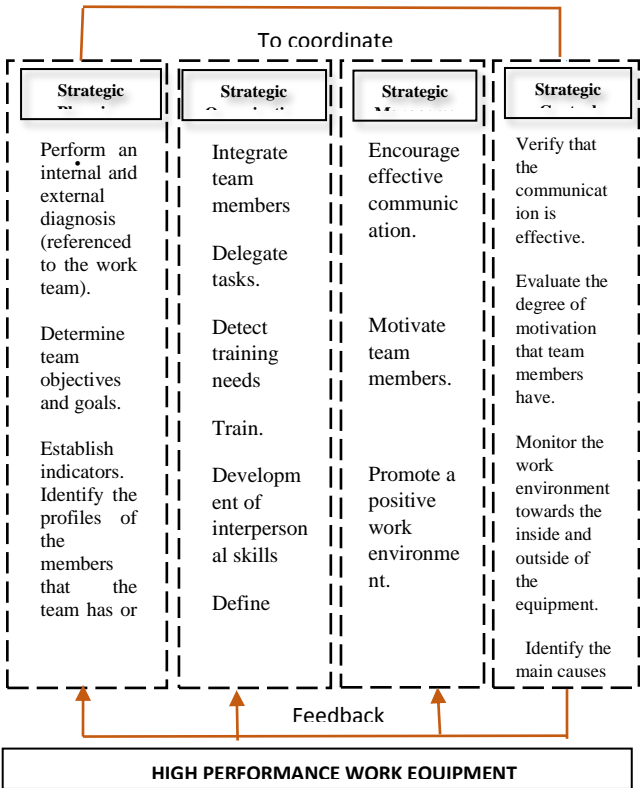 To coordinate
Strategic
Perform an
internal and
external
diagnosis
(referenced
to the work
team).
Determine
team
objectives
and goals.
Establish
indicators.
Identify the
profiles of
the
members
that the
team has or
Strategic
Integrate
team
members
Delegate
tasks.
Detect
training
needs
Train.
Developm
ent of
interperson
al skills
Define
Strategic
Encourage
effective
communic
ation.
Motivate
team
members.
Promote a
positive
work
environme
nt.
Strategic
Verify that
the
communicat
ion is
effective.
Evaluate the
degree of
motivation
that team
members
have.
Monitor the
work
environment
towards the
inside and
outside of
the
equipment.
Identify the
main causes
Feedback
HIGH PERFORMANCE WORK EQUIPMENT